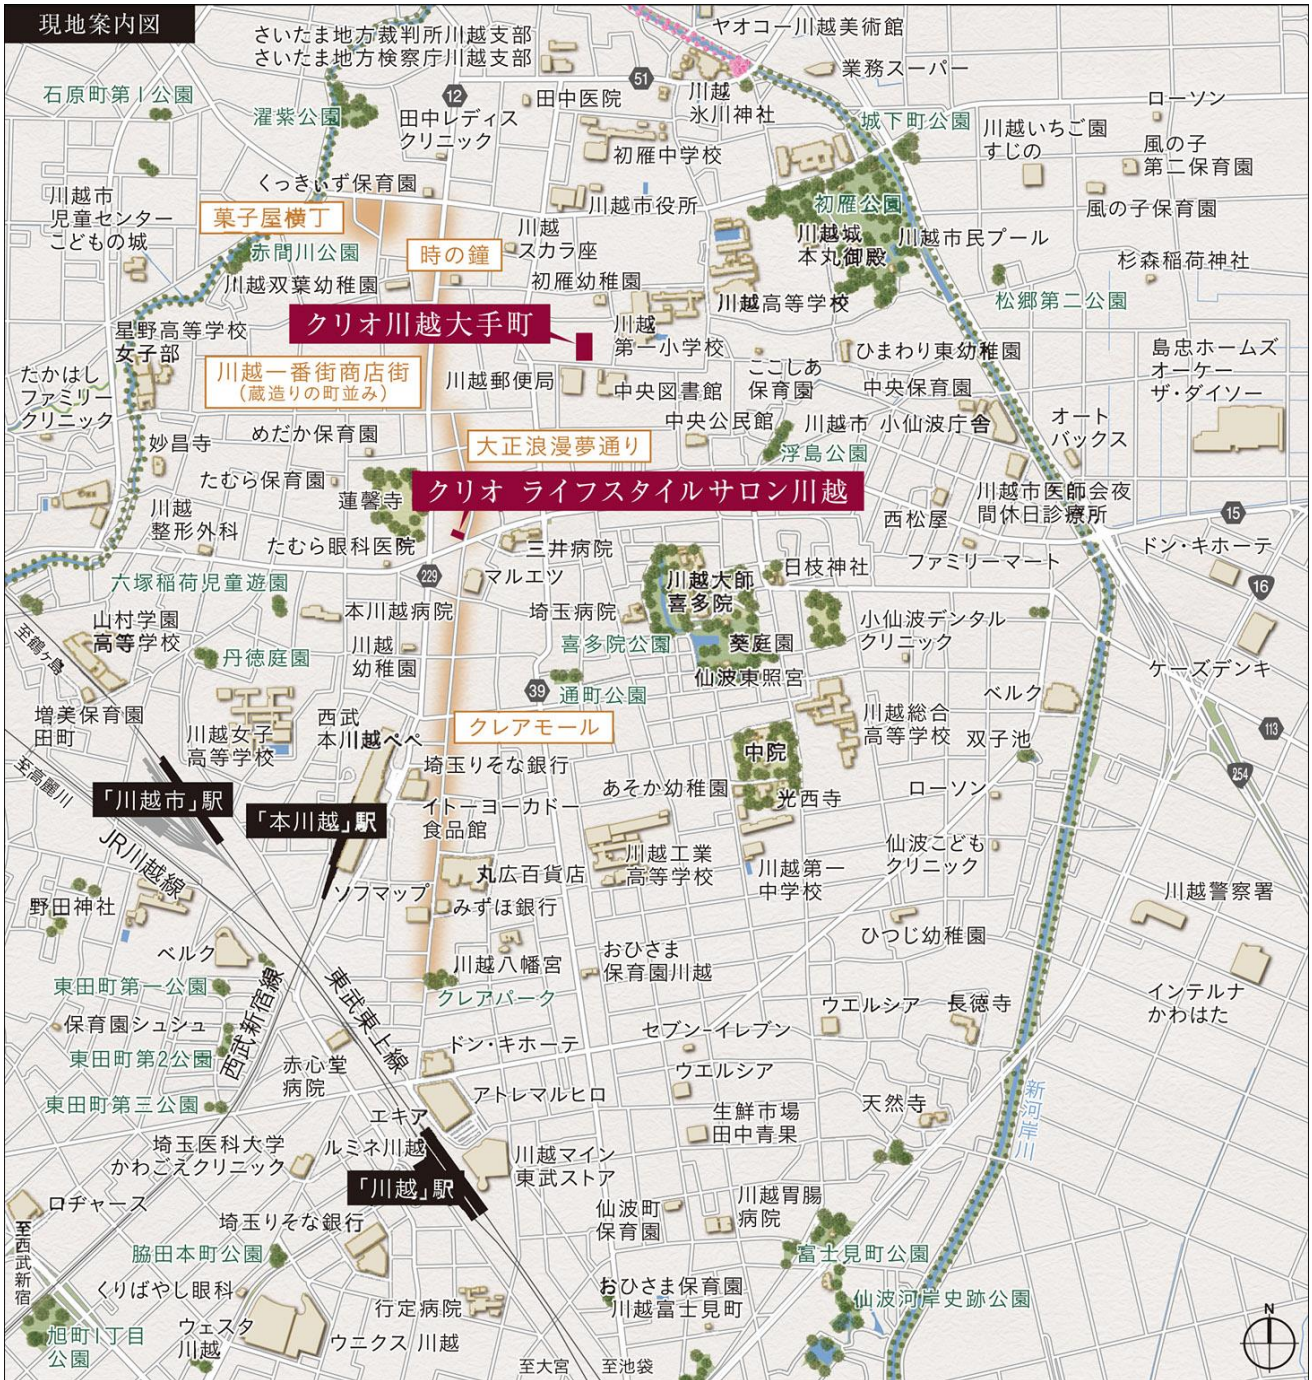 現地案内図
さいたま地方裁判所川越支部
さいたま地方検察庁川越支部
ヤオコー川越美術館
業務スーパー
石原町第1公園
濯紫公園
12
田中レディス
クリニック
51
田中医院
川越
氷川神社
城下町公園
ローソン
川越いちご園
すじの
風の子
第二保育園
初雁中学校
くっきぃず保育園
川越市
児童センター
こどもの城
菓子屋横丁
川越市役所
初雁公園
風の子保育園
赤間川公園
時の鐘
川越
スカラ座
川越城
本丸御殿
川越市民プール
杉森稲荷神社
川越双葉幼稚園
初雁幼稚園
川越高等学校
松郷第二公園
クリオ川越大手町
星野高等学校
女子部
川越
第一小学校
ひまわり東幼稚園
島忠ホームズ
オーケー
ザ・ダイソー
たかはし
ファミリー
クリニック
川越一番街商店街
(蔵造りの町並み)
川越郵便局
中央図書館
ここしあ
保育園
中央保育園
妙昌寺
めだか保育園
大正浪漫夢通り
中央公民館
川越市 小仙波庁舎
浮島公園
オート
バックス
たむら保育園
蓮馨寺
クリオ ライフスタイルサロン川越
川越
整形外科
たむら眼科医院
三井病院
西松屋
川越市医師会夜
間休日診療所
15
ドン・キホーテ
六塚稲荷児童遊園
229
マルエツ
川越大師
喜多院
日枝神社
ファミリーマート
16
至鶴ヶ島
山村学園
高等学校
本川越病院
埼玉病院
小仙波デンタル
クリニック
丹徳庭園
川越
幼稚園
喜多院公園
葵庭園
仙波東照宮
ケーズデンキ
39
通町公園
ベルク
増美保育園
田町
川越女子
高等学校
西武
本川越ペペ
クレアモール
川越総合
高等学校
双子池
113
至高麗川
中院
254
「川越市」駅
「本川越」駅
埼玉りそな銀行
イトーヨーカドー
食品館
あそか幼稚園
光西寺
ローソン
JR川越線
川越工業
高等学校
川越第一
中学校
仙波こども
クリニック
野田神社
ソフマップ
丸広百貨店
みずほ銀行
川越警察署
ベルク
川越八幡宮
おひさま
保育園川越
ひつじ幼稚園
東田町第一公園
西武新宿線
東武東上線
クレアパーク
ウエルシア
長徳寺
インテルナ
かわはた
保育園シュシュ
東田町第2公園
赤心堂
病院
ドン・キホーテ
セブン-イレブン
ウエルシア
新河岸川
東田町第三公園
エキア
アトレマルヒロ
生鮮市場
田中青果
天然寺
埼玉医科大学
かわごえクリニック
ルミネ川越
「川越」駅
川越マイン
東武ストア
ロヂャース
埼玉りそな銀行
仙波町
保育園
川越胃腸
病院
至西武新宿
脇田本町公園
富士見町公園
くりばやし眼科
行定病院
おひさま保育園
川越富士見町
仙波河岸史跡公園
旭町1丁目
公園
ウェスタ
川越
ウニクス 川越
至大宮
至池袋
N